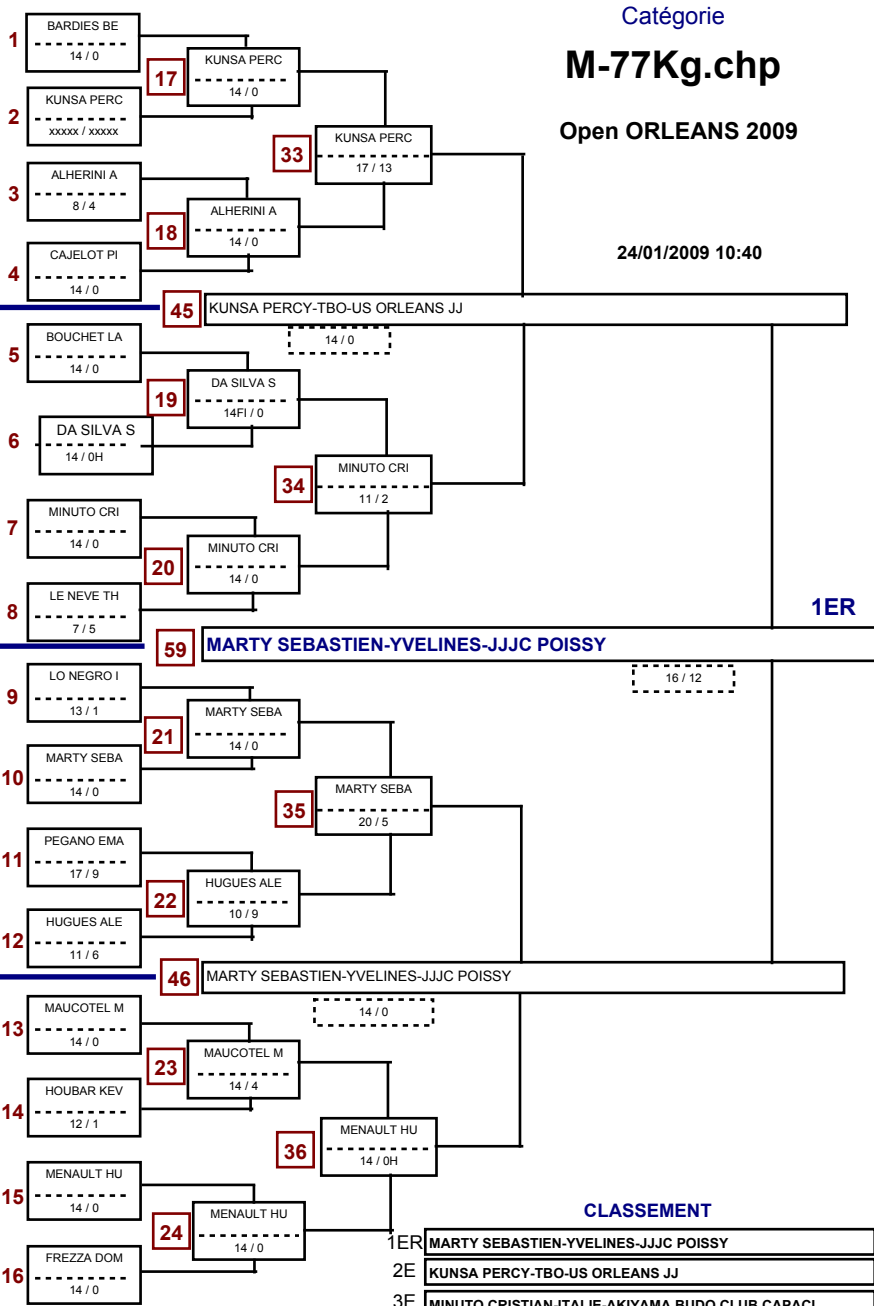 Catégorie
M-77Kg.chp
Open ORLEANS 2009
24/01/2009 10:40
1
BARDIES BE
14 / 0
17
KUNSA PERC
14 / 0
2
KUNSA PERC
xxxxx / xxxxx
33
KUNSA PERC
17 / 13
3
ALHERINI A
8 / 4
18
ALHERINI A
14 / 0
4
CAJELOT PI
14 / 0
45
KUNSA PERCY-TBO-US ORLEANS JJ
14 / 0
5
BOUCHET LA
14 / 0
19
DA SILVA S
14FI / 0
6
DA SILVA S
14 / 0H
34
MINUTO CRI
11 / 2
7
MINUTO CRI
14 / 0
20
MINUTO CRI
14 / 0
8
LE NEVE TH
7 / 5
1ER
59
MARTY SEBASTIEN-YVELINES-JJJC POISSY
16 / 12
9
LO NEGRO I
13 / 1
21
MARTY SEBA
14 / 0
10
MARTY SEBA
14 / 0
35
MARTY SEBA
20 / 5
11
PEGANO EMA
17 / 9
22
HUGUES ALE
10 / 9
12
HUGUES ALE
11 / 6
46
MARTY SEBASTIEN-YVELINES-JJJC POISSY
14 / 0
13
MAUCOTEL M
14 / 0
23
MAUCOTEL M
14 / 4
14
HOUBAR KEV
12 / 1
36
MENAULT HU
14 / 0H
15
MENAULT HU
14 / 0
24
MENAULT HU
14 / 0
16
FREZZA DOM
14 / 0
CLASSEMENT
1ER MARTY SEBASTIEN-YVELINES-JJJC POISSY
2E KUNSA PERCY-TBO-US ORLEANS JJ
3E MINUTO CRISTIAN-ITALIE-AKIYAMA BUDO CLUB CARACI